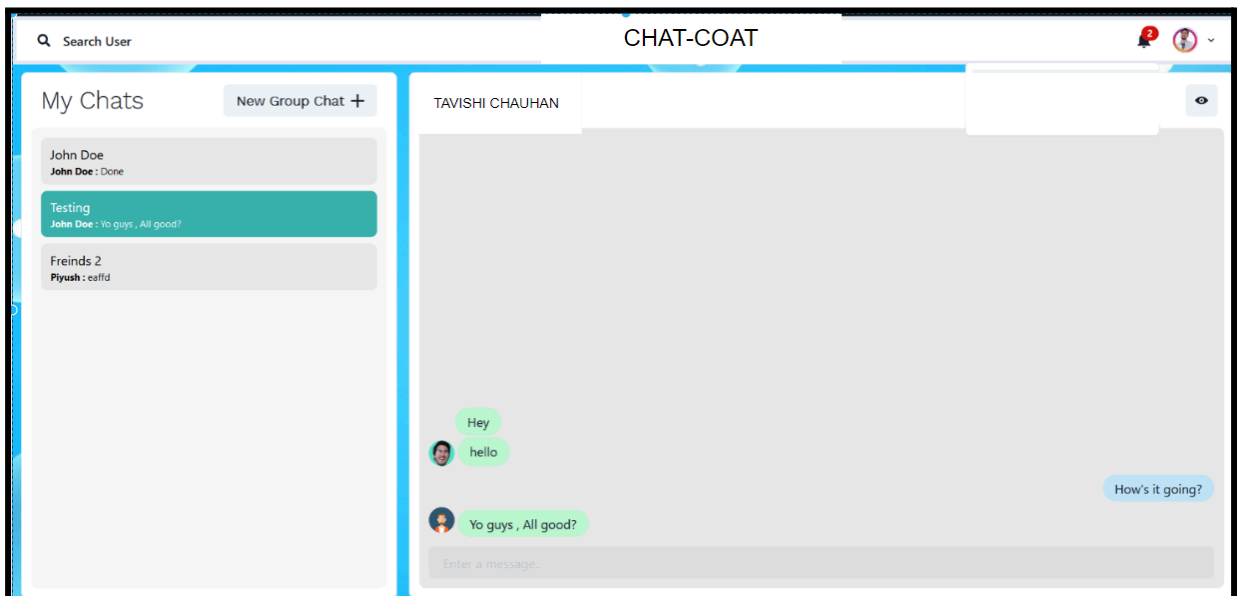 Search User
CHAT-COAT
2
My Chats
New Group Chat +
John Doe
John Doe : Done
Testing
John Doe : Yo guys , All good?
Freinds 2
Piyush : eaffd
TAVISHI CHAUHAN
Hey
hello
How's it going?
Yo guys , All good?
Enter a message..